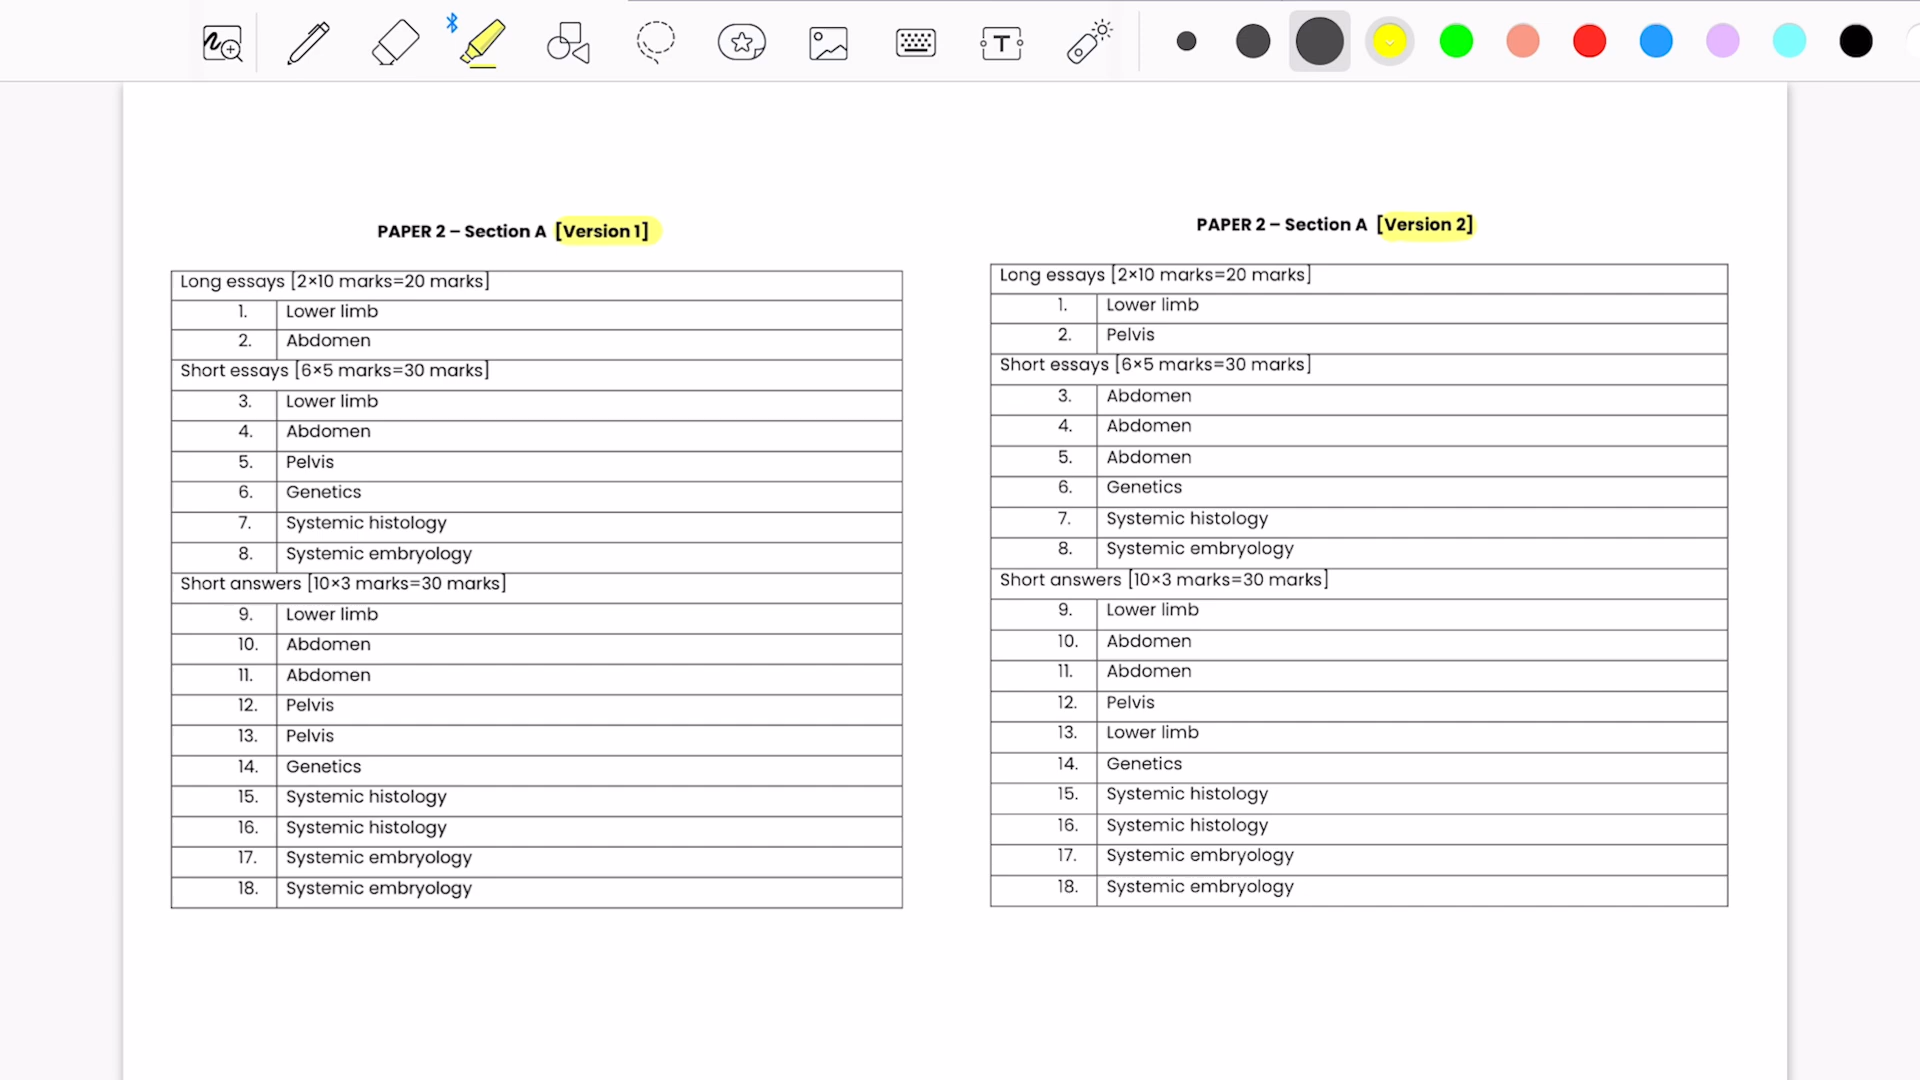 PAPER 2 – Section A [Version 1]
Long essays [2×10 marks=20 marks]
1. Lower limb
2. Abdomen
Short essays [6×5 marks=30 marks]
3. Lower limb
4. Abdomen
5. Pelvis
6. Genetics
7. Systemic histology
8. Systemic embryology
Short answers [10×3 marks=30 marks]
9. Lower limb
10. Abdomen
11. Abdomen
12. Pelvis
13. Pelvis
14. Genetics
15. Systemic histology
16. Systemic histology
17. Systemic embryology
18. Systemic embryology
PAPER 2 – Section A [Version 2]
Long essays [2×10 marks=20 marks]
1. Lower limb
2. Pelvis
Short essays [6×5 marks=30 marks]
3. Abdomen
4. Abdomen
5. Abdomen
6. Genetics
7. Systemic histology
8. Systemic embryology
Short answers [10×3 marks=30 marks]
9. Lower limb
10. Abdomen
11. Abdomen
12. Pelvis
13. Lower limb
14. Genetics
15. Systemic histology
16. Systemic histology
17. Systemic embryology
18. Systemic embryology